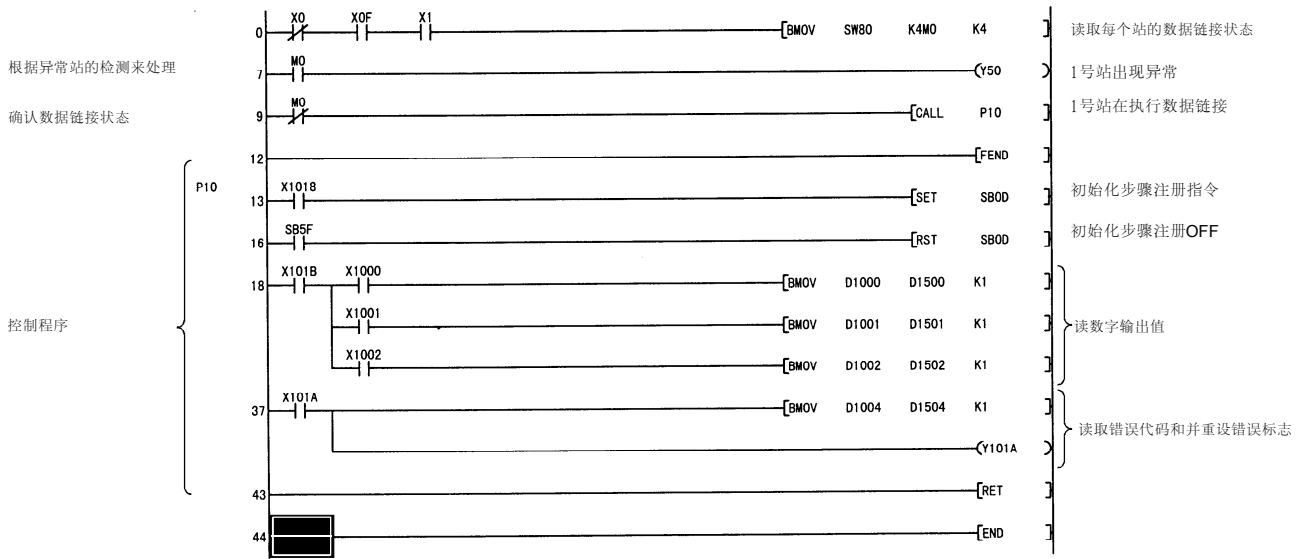 X0 X0F X1
0 BMOV SW80 K4M0 K4 读取每个站的数据链接状态
根据异常站的检测来处理
M0
7 Y50 1号站出现异常
M0
确认数据链接状态 9 CALL P10 1号站在执行数据链接
12 FEND
P10 X1018
13 SET SB0D 初始化步骤注册指令
SB5F
16 RST SB0D 初始化步骤注册OFF
X101B X1000
18 BMOV D1000 D1500 K1
X1001
控制程序 BMOV D1001 D1501 K1 读数字输出值
X1002
BMOV D1002 D1502 K1
X101A
37 BMOV D1004 D1504 K1
读取错误代码和并重设错误标志
Y101A
43 RET
44 END